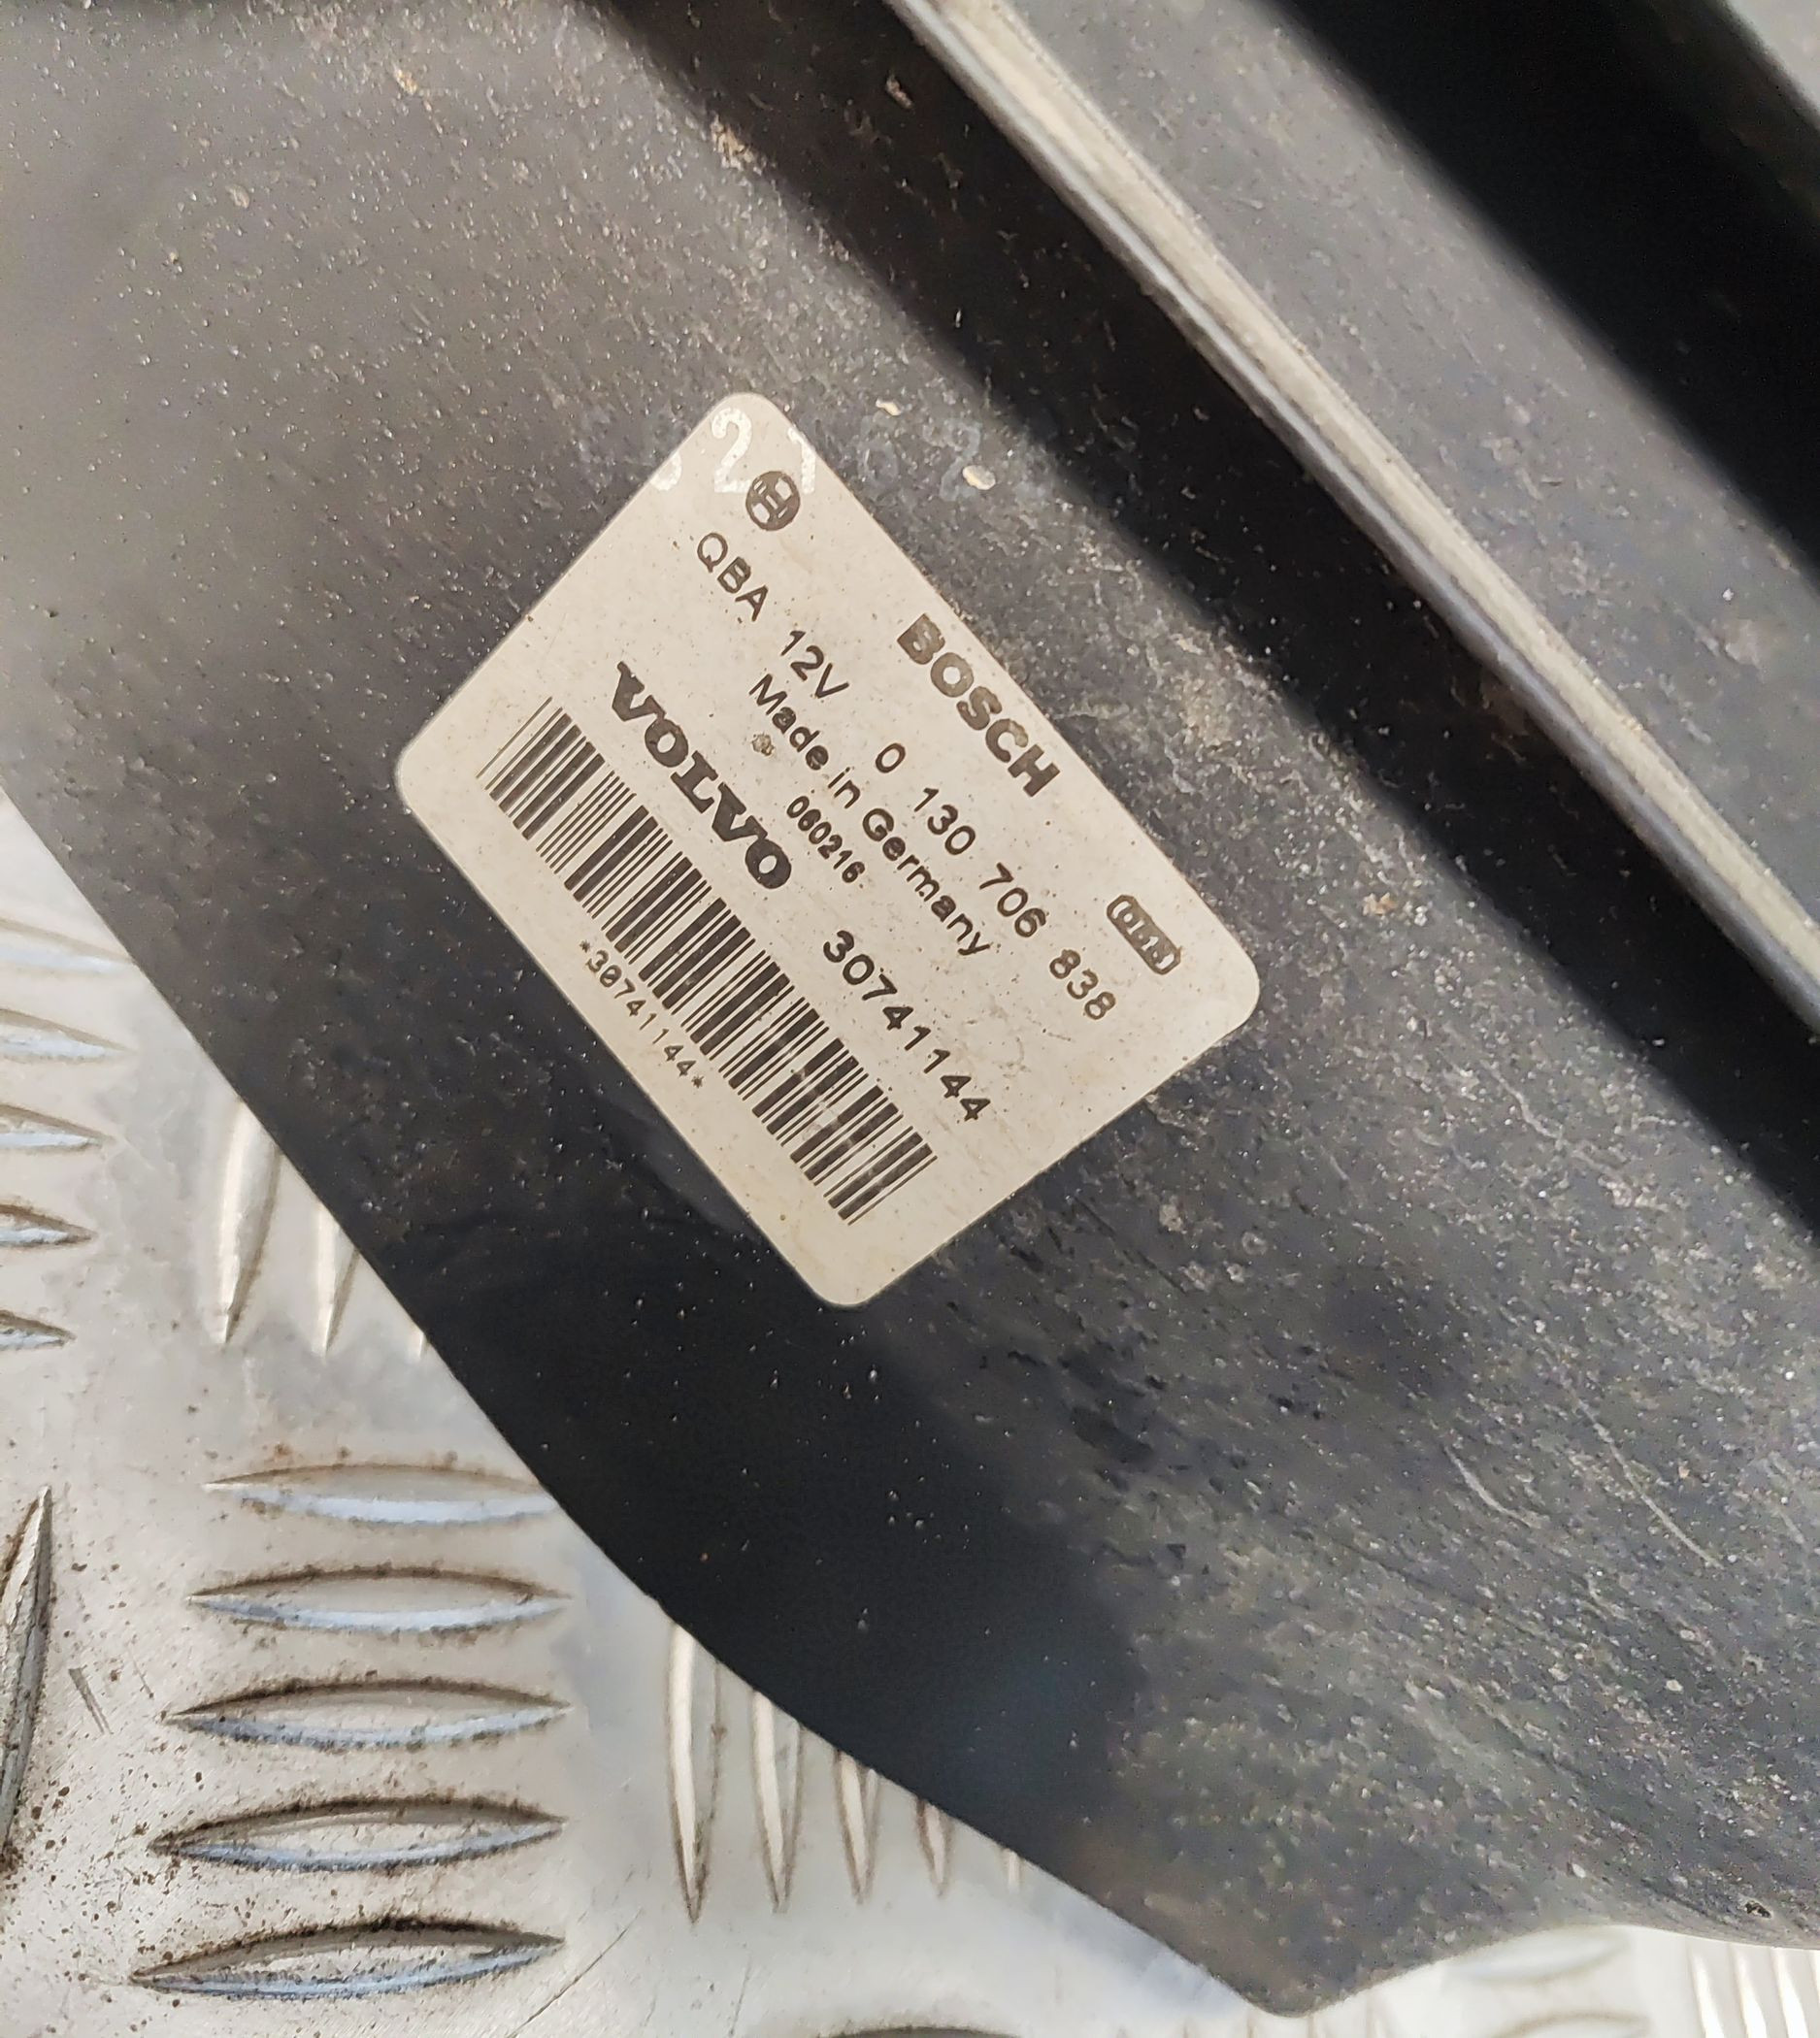 BOSCH
QBA 12V 0 130 706 838
Made in Germany
060216
VOLVO 30741144
*30741144*